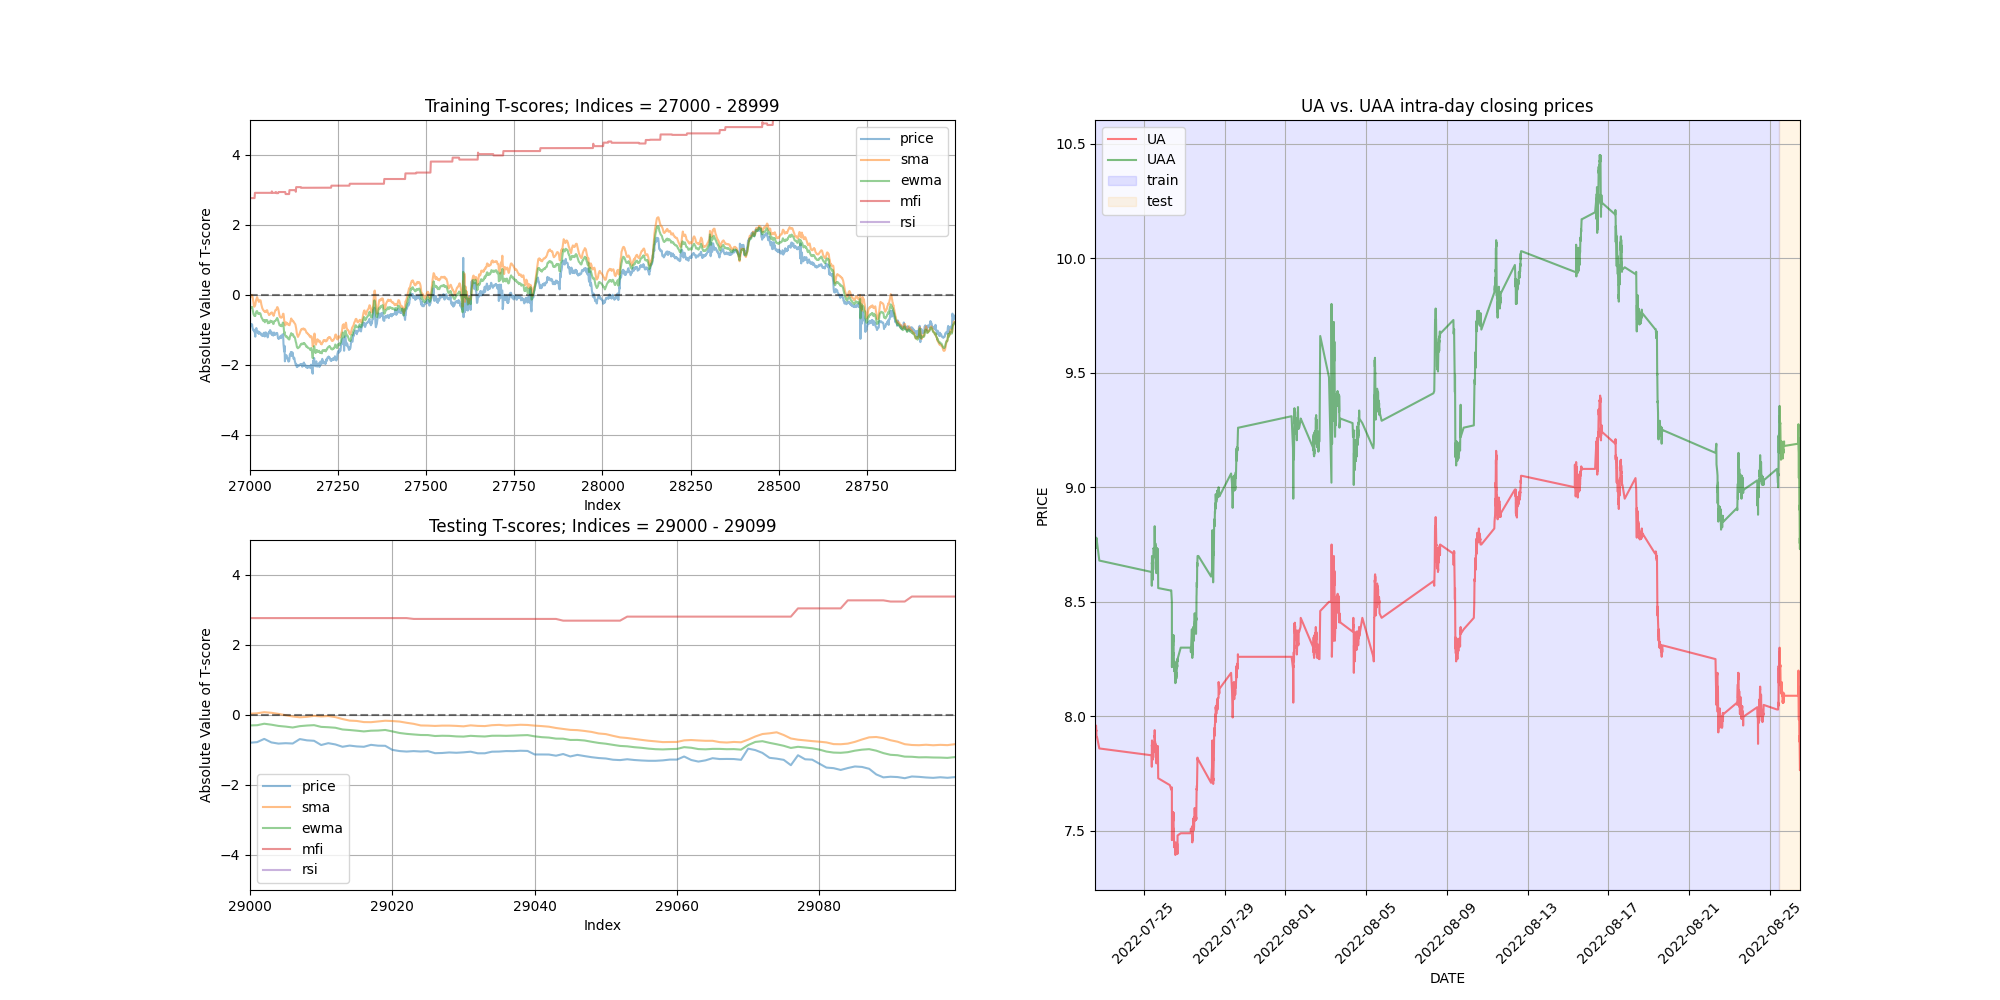 Training T-scores; Indices = 27000 - 28999
Absolute Value of T-score
4
2
0
−2
−4
price
sma
ewma
mfi
rsi
27000 27250 27500 27750 28000 28250 28500 28750
Index
Testing T-scores; Indices = 29000 - 29099
Absolute Value of T-score
4
2
0
−2
−4
price
sma
ewma
mfi
rsi
29000 29020 29040 29060 29080
Index
UA vs. UAA intra-day closing prices
PRICE
10.5
10.0
9.5
9.0
8.5
8.0
7.5
UA
UAA
train
test
2022-07-25 2022-07-29 2022-08-01 2022-08-05 2022-08-09 2022-08-13 2022-08-17 2022-08-21 2022-08-25
DATE